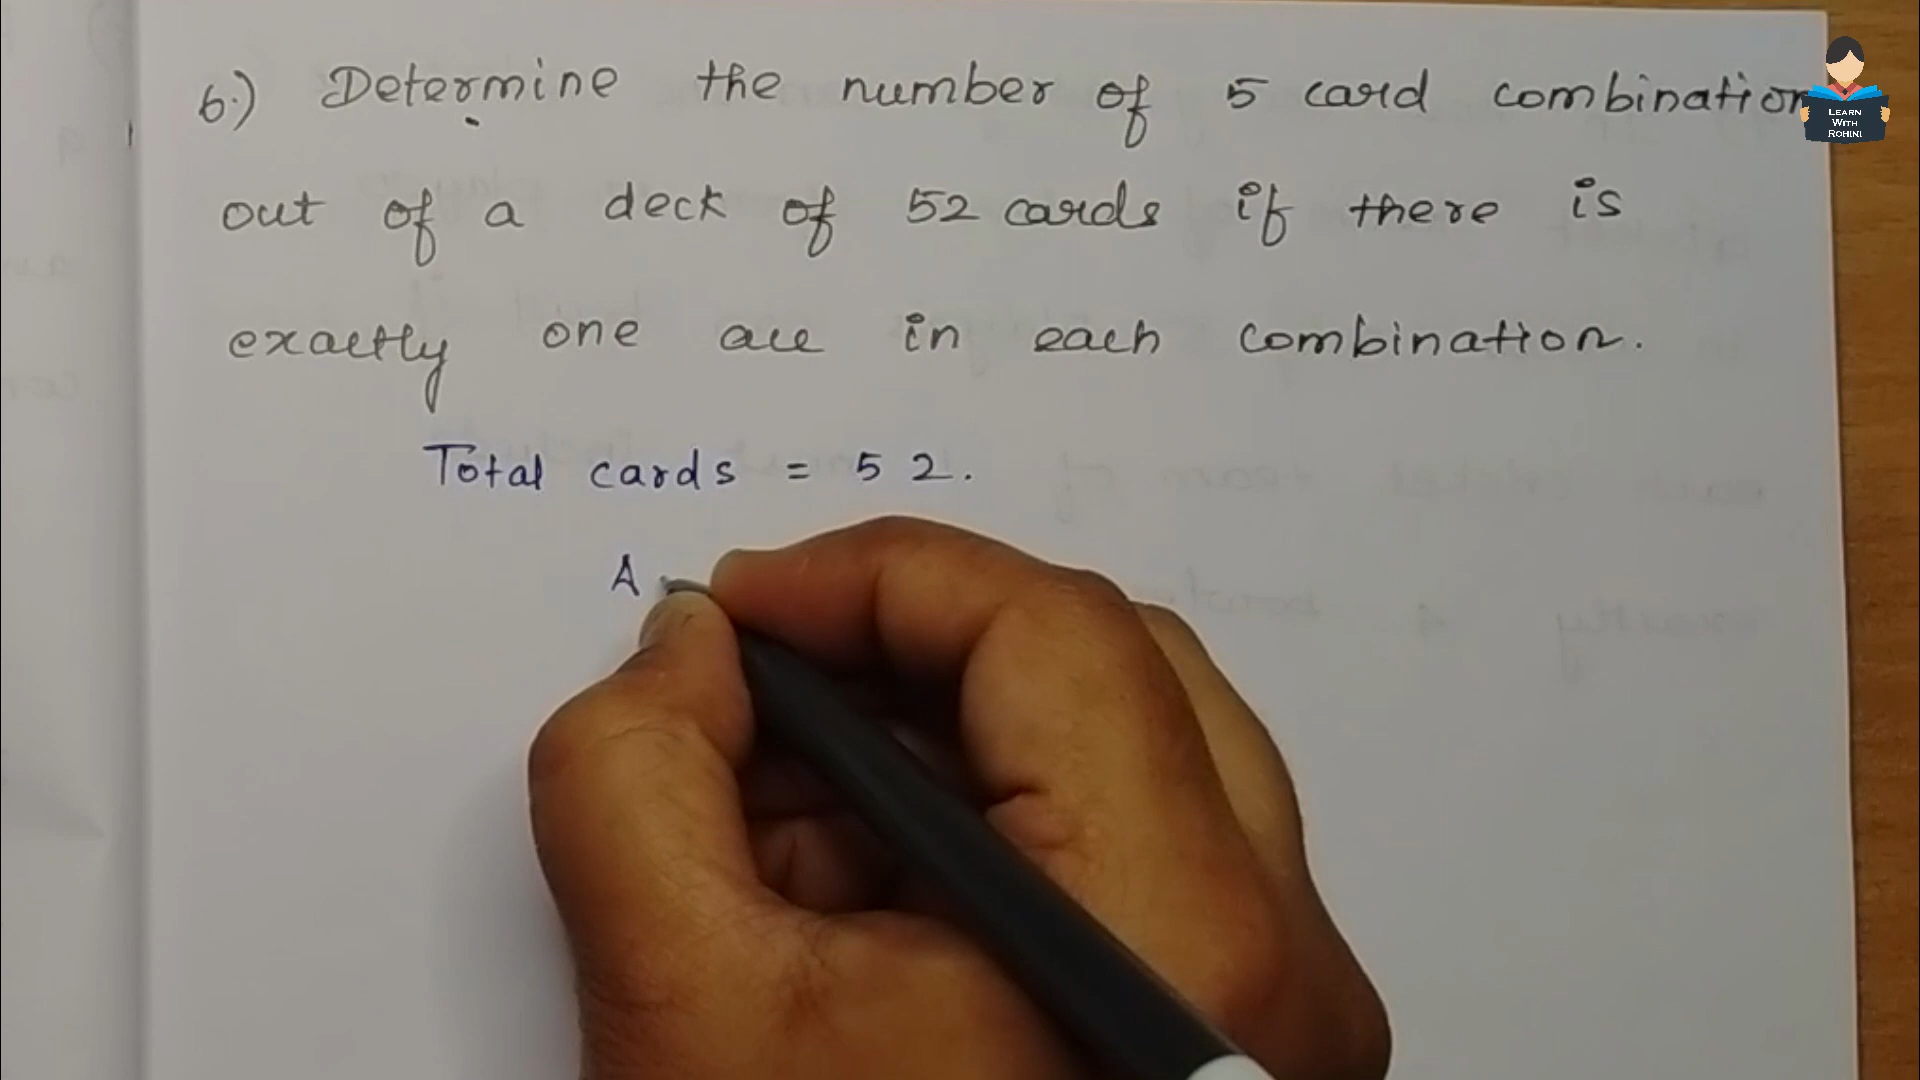 6.) Determine the number of 5 card combination
out of a deck of 52 cards if there is
exactly one ace in each combination.
Total cards = 52.
A
LEARN
WITH
ROHINI